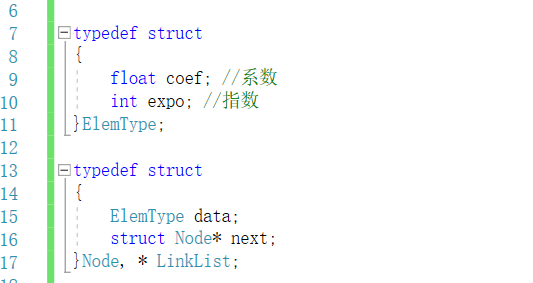 6
7 typedef struct
8 {
9 float coef; //系数
10 int expo; //指数
11 }ElemType;
12
13 typedef struct
14 {
15 ElemType data;
16 struct Node* next;
17 }Node, * LinkList;